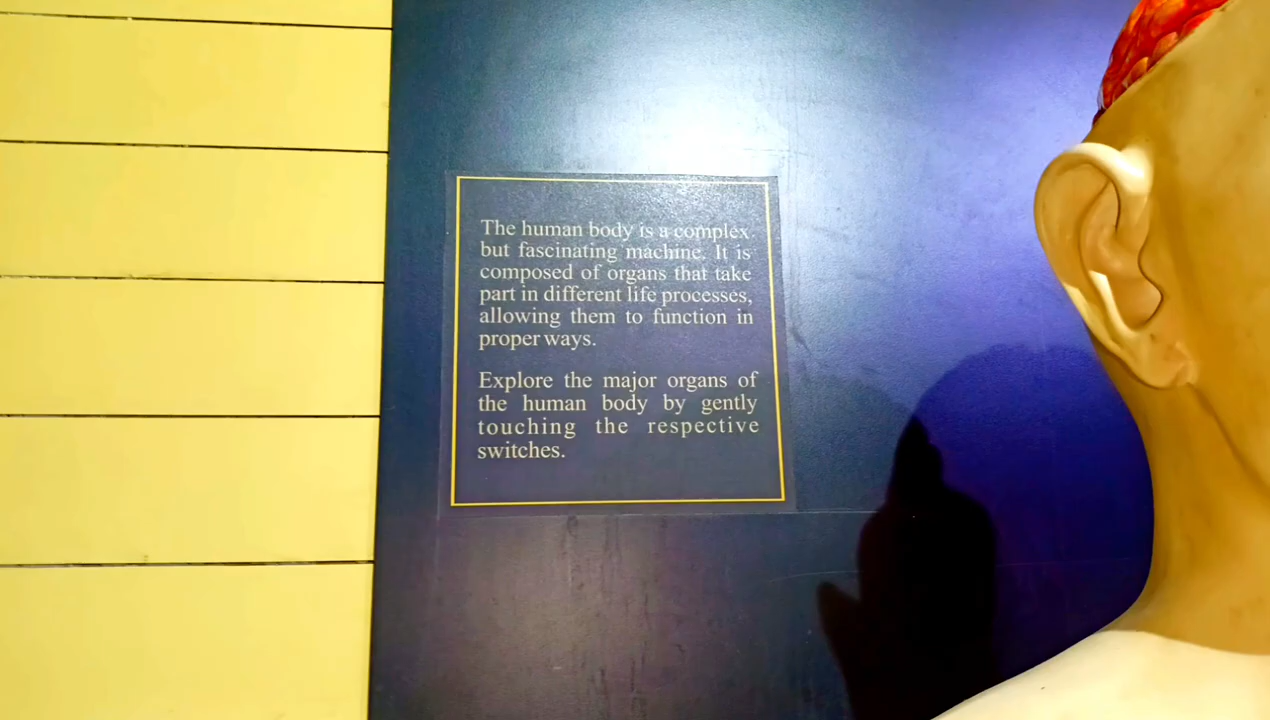 The human body is a complex
but fascinating machine. It is
composed of organs that take
part in different life processes,
allowing them to function in
proper ways.
Explore the major organs of
the human body by gently
touching the respective
switches.